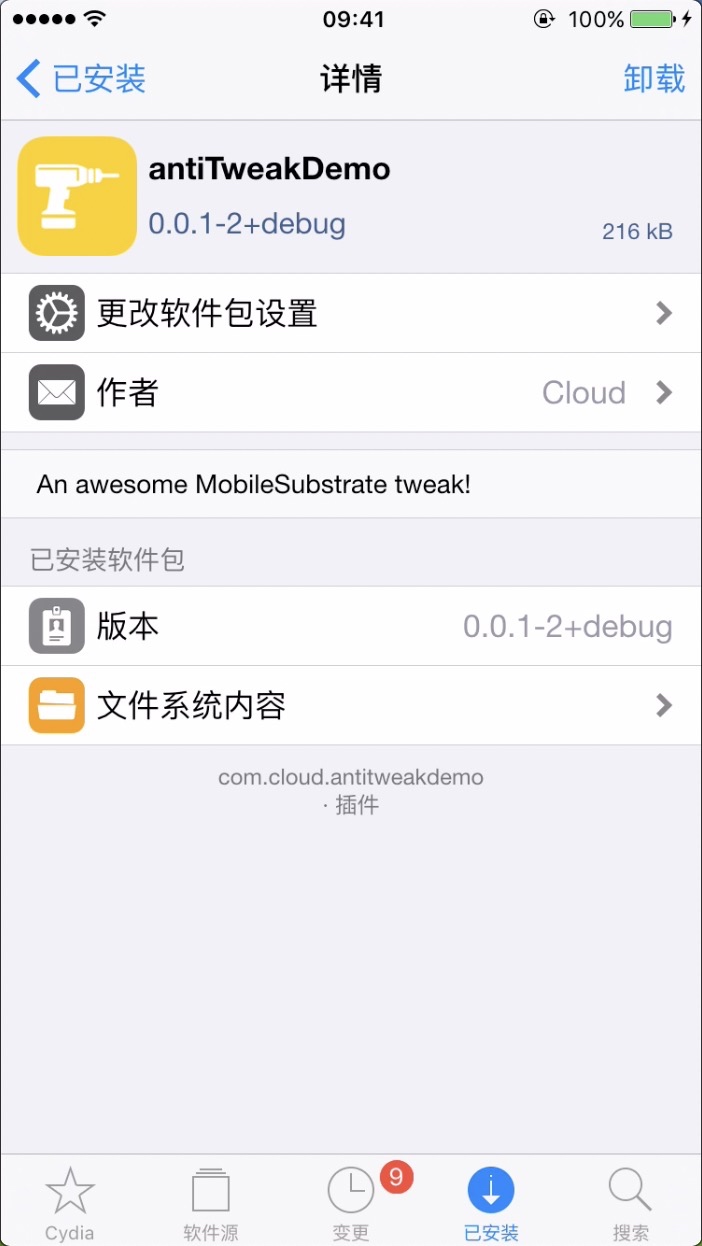 09:41
100%
已安装
详情
卸载
antiTweakDemo
0.0.1-2+debug
216 kB
更改软件包设置
作者
Cloud
An awesome MobileSubstrate tweak!
已安装软件包
版本
0.0.1-2+debug
文件系统内容
com.cloud.antitweakdemo
· 插件
9
Cydia
软件源
变更
已安装
搜索